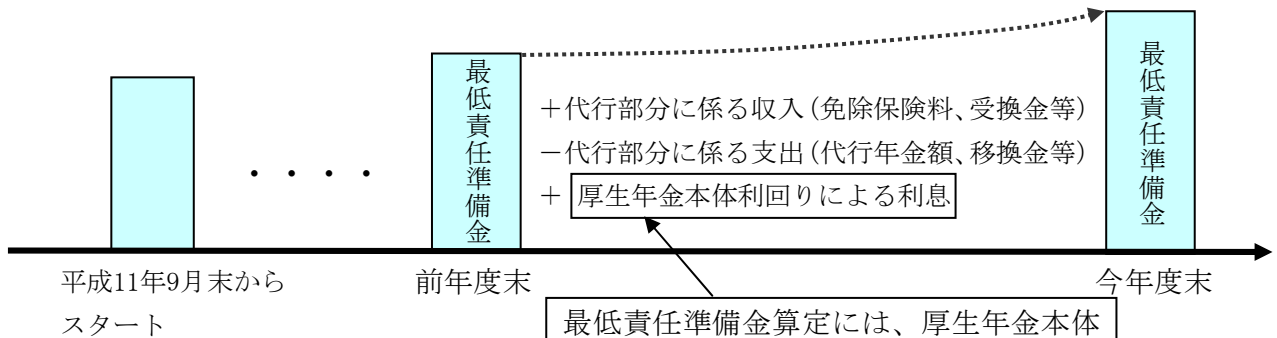 最低責任準備金
＋代行部分に係る収入（免除保険料、受換金等）
－代行部分に係る支出（代行年金額、移換金等）
＋ 厚生年金本体利回りによる利息
・・・・
最低責任準備金
平成11年9月末から
スタート
前年度末
今年度末
最低責任準備金算定には、厚生年金本体